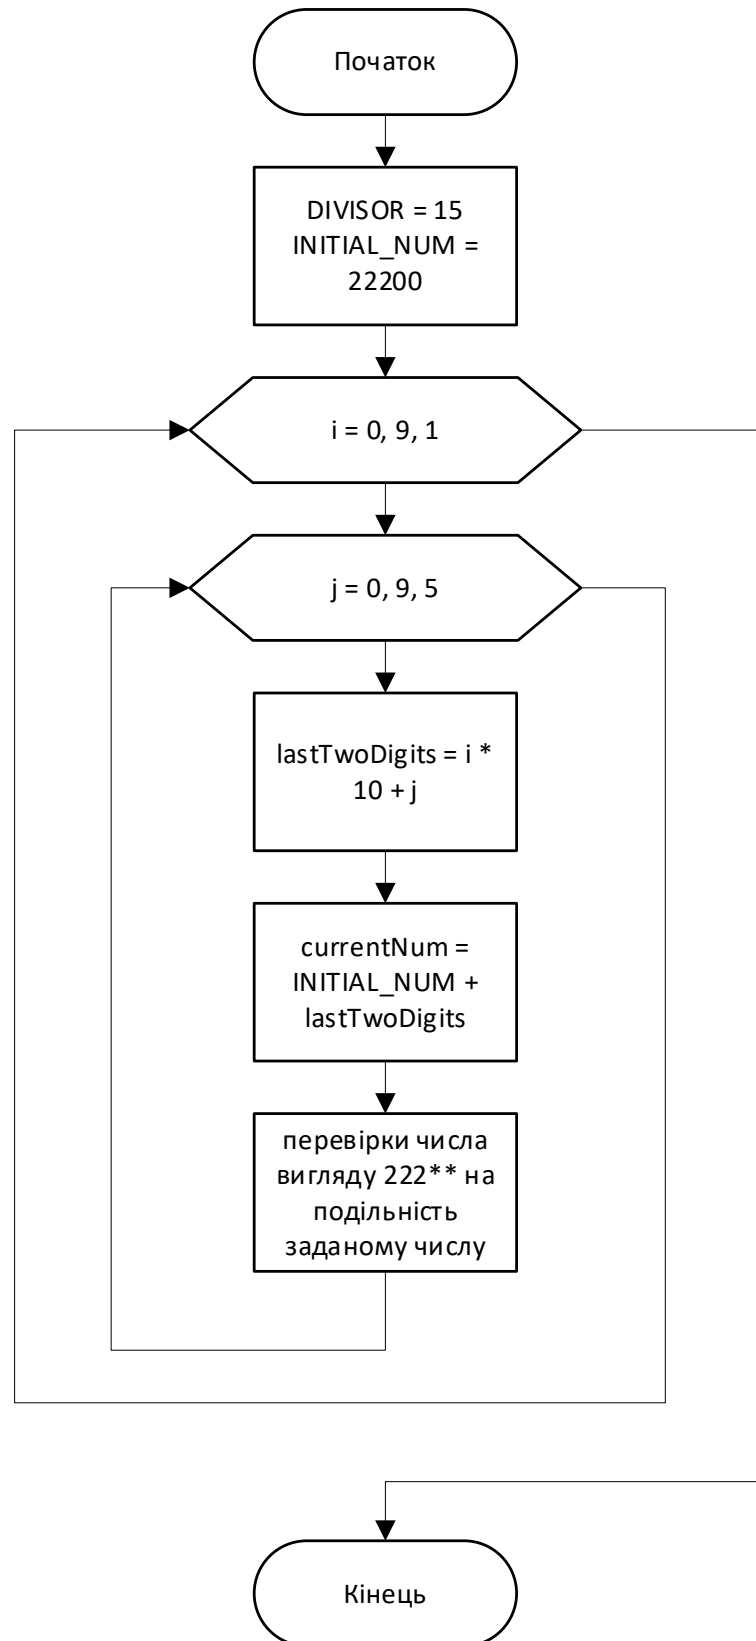 Початок
DIVISOR = 15
INITIAL_NUM =
22200
i = 0, 9, 1
j = 0, 9, 5
lastTwoDigits = i *
10 + j
currentNum =
INITIAL_NUM +
lastTwoDigits
перевірки числа
вигляду 222** на
подільність
заданому числу
Кінець